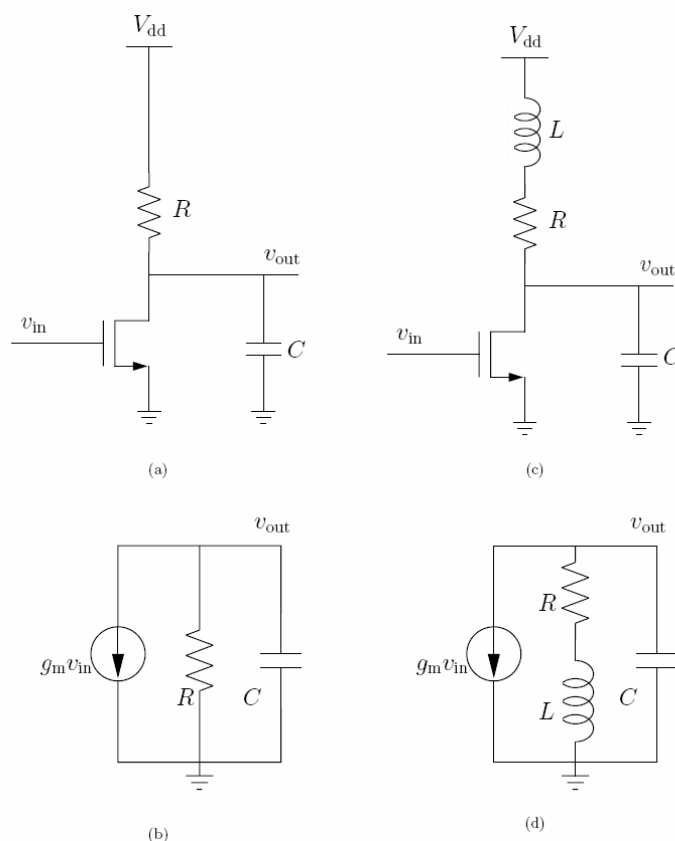 V_dd
R
v_out
v_in
C
(a)
V_dd
L
R
v_out
v_in
C
(c)
v_out
g_m v_in
R
C
(b)
v_out
R
g_m v_in
L
C
(d)